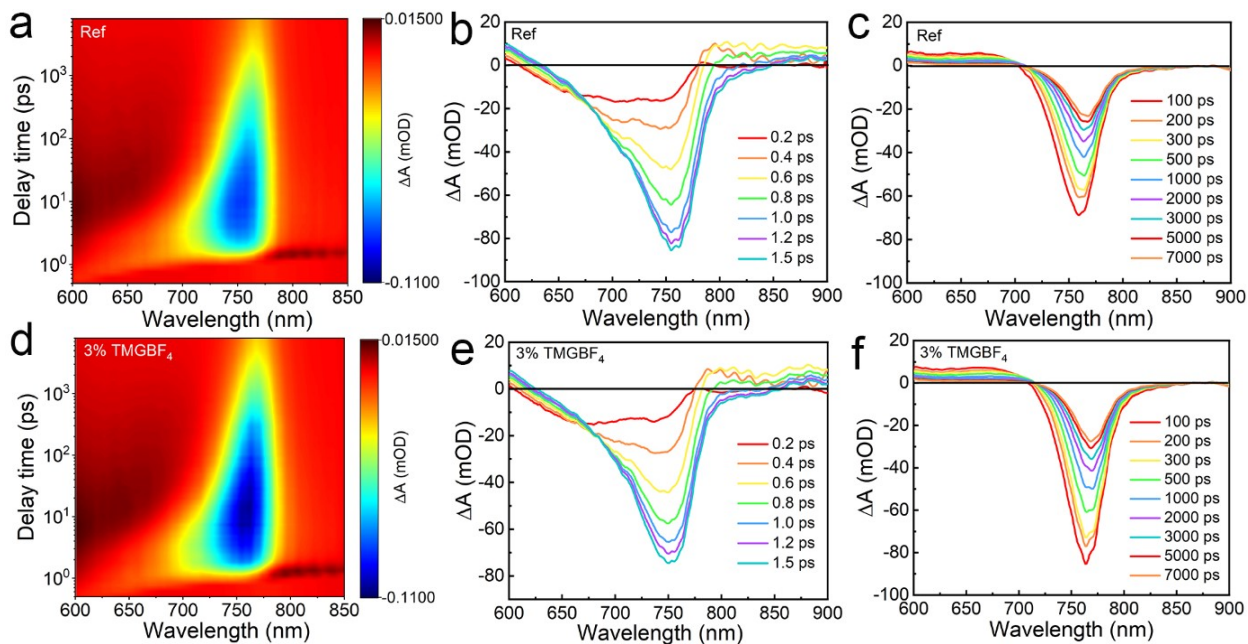 a
Ref
Delay time (ps)
10³
10²
10¹
10⁰
600 650 700 750 800 850
Wavelength (nm)
0.01500
ΔA (mOD)
-0.1100
b
Ref
ΔA (mOD)
20
0
-20
-40
-60
-80
-100
0.2 ps
0.4 ps
0.6 ps
0.8 ps
1.0 ps
1.2 ps
1.5 ps
600 650 700 750 800 850 900
Wavelength (nm)
c
Ref
ΔA (mOD)
20
0
-20
-40
-60
-80
-100
100 ps
200 ps
300 ps
500 ps
1000 ps
2000 ps
3000 ps
5000 ps
7000 ps
600 650 700 750 800 850 900
Wavelength (nm)
d
3% TMGBF₄
Delay time (ps)
10³
10²
10¹
10⁰
600 650 700 750 800 850
Wavelength (nm)
0.01500
ΔA (mOD)
-0.1100
e
3% TMGBF₄
ΔA (mOD)
20
0
-20
-40
-60
-80
0.2 ps
0.4 ps
0.6 ps
0.8 ps
1.0 ps
1.2 ps
1.5 ps
600 650 700 750 800 850 900
Wavelength (nm)
f
3% TMGBF₄
ΔA (mOD)
20
0
-20
-40
-60
-80
-100
100 ps
200 ps
300 ps
500 ps
1000 ps
2000 ps
3000 ps
5000 ps
7000 ps
600 650 700 750 800 850 900
Wavelength (nm)